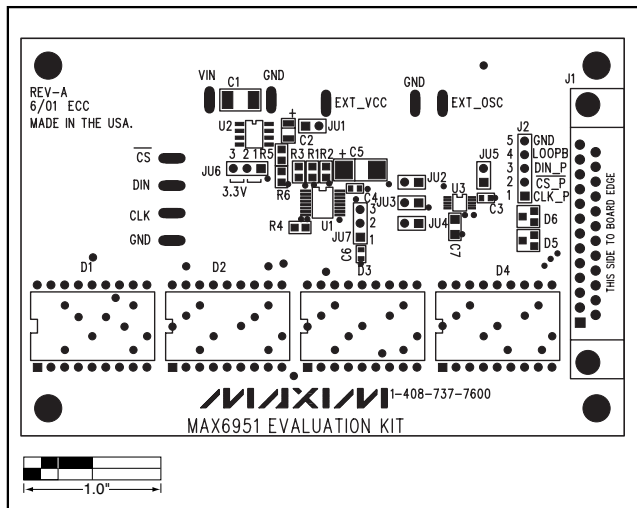 REV-A
6/01 ECC
MADE IN THE USA.
VIN
C1
GND
GND
J1
EXT_VCC
EXT_OSC
U2
+
C2
JU1
J2
5 GND
4 LOOPB
3 DIN_P
2 CS_P
1 CLK_P
CS
DIN
CLK
GND
JU6
3 2 1
R5
3.3V
R6
R3
R1
R2
+
C5
C4
U1
R4
JU7
3
2
1
C6
JU2
JU3
JU4
U3
JU5
C3
C7
D6
D5
THIS SIDE TO BOARD EDGE
D1
D2
D3
D4
MAXIM 1-408-737-7600
MAX6951 EVALUATION KIT
1.0"